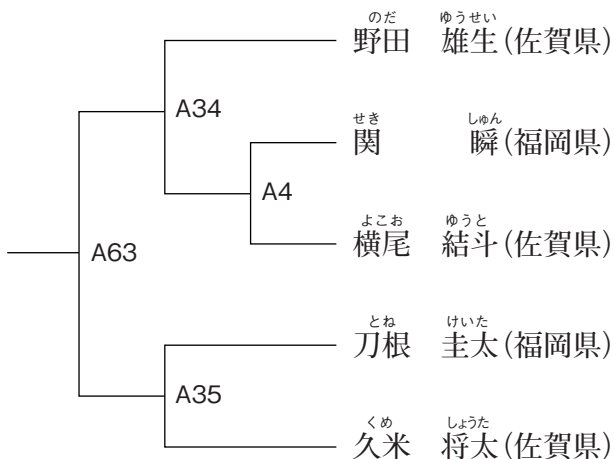 のだ ゆうせい
野田 雄生(佐賀県)
A34
せき しゅん
関 瞬(福岡県)
A4
よこお ゆうと
横尾 結斗(佐賀県)
A63
とね けいた
刀根 圭太(福岡県)
A35
くめ しょうた
久米 将太(佐賀県)